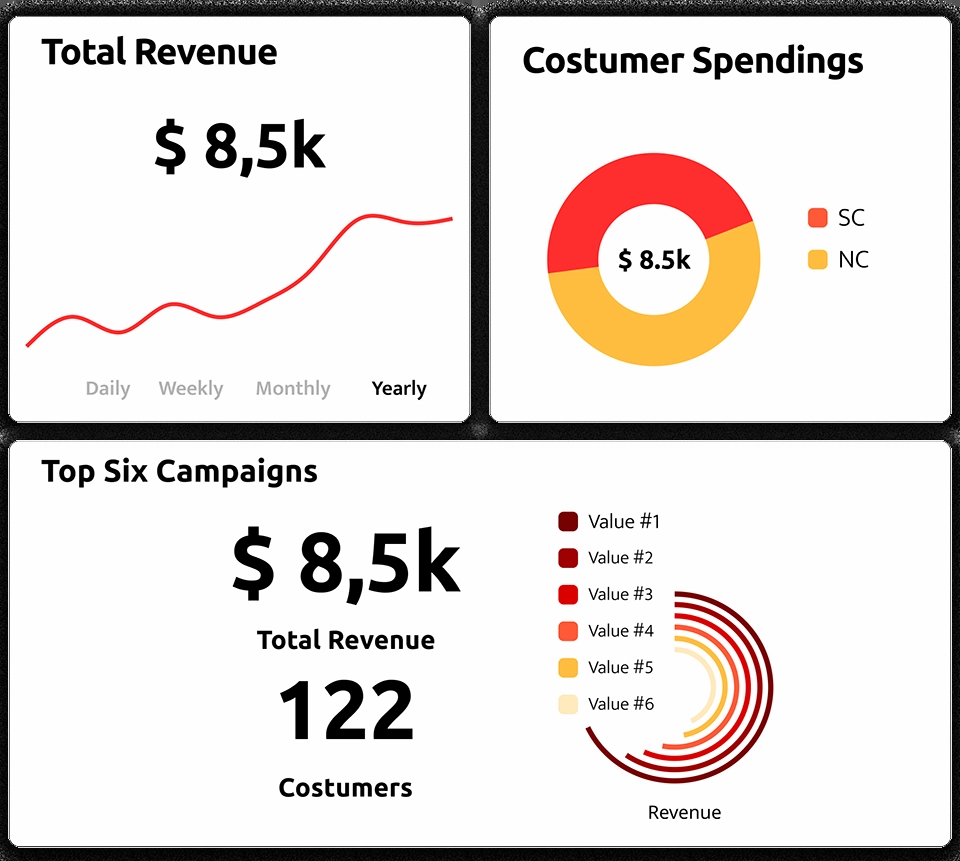 Total Revenue
$ 8,5k
Daily Weekly Monthly Yearly
Costumer Spendings
$ 8.5k
SC
NC
Top Six Campaigns
$ 8,5k
Total Revenue
122
Costumers
Value #1
Value #2
Value #3
Value #4
Value #5
Value #6
Revenue